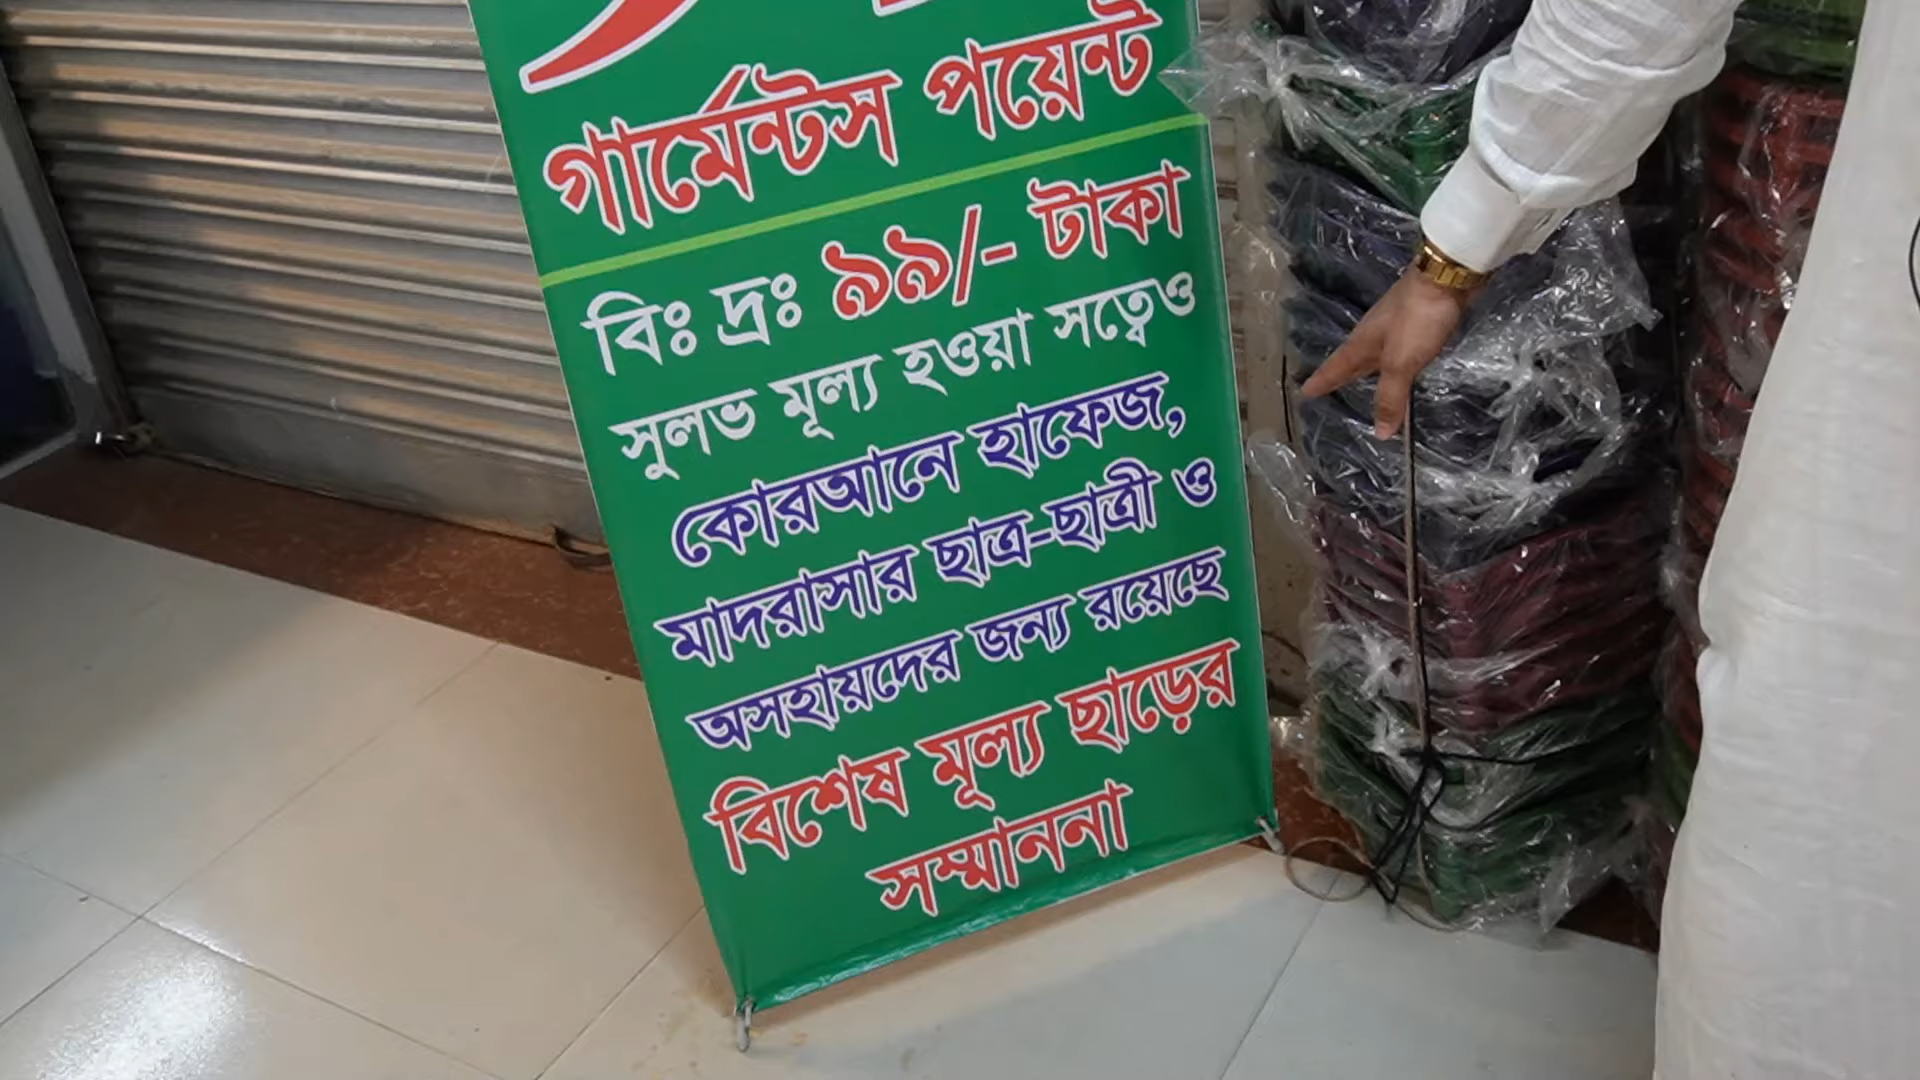 গার্মেন্টস পয়েন্ট
বিঃ দ্রঃ ৯৯/- টাকা
সুলভ মূল্য হওয়া সত্বেও
কোরআনে হাফেজ,
মাদরাসার ছাত্র-ছাত্রী ও
অসহায়দের জন্য রয়েছে
বিশেষ মূল্য ছাড়ের
সম্মাননা